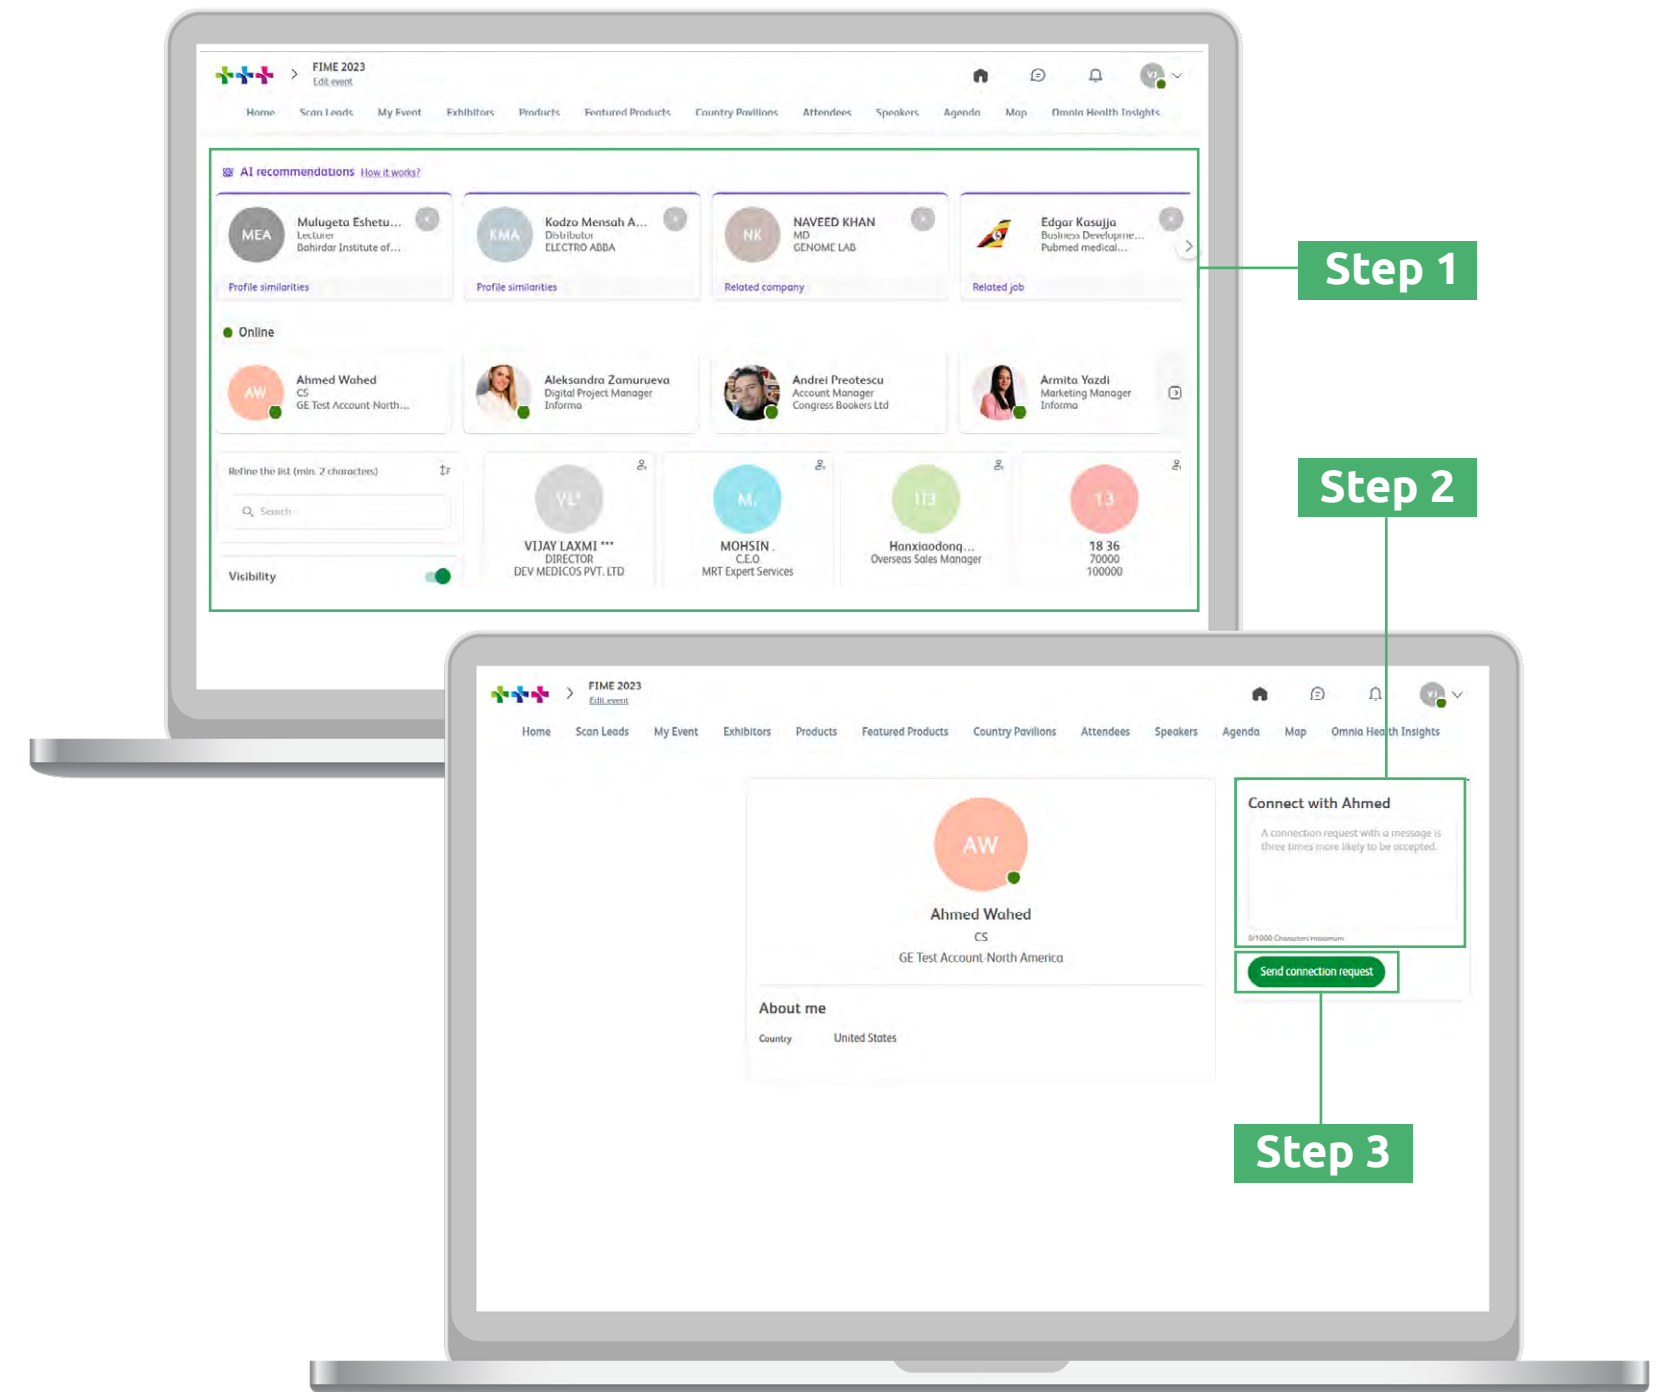 FIME 2023
Edit event
Home Scan Leads My Event Exhibitors Products Featured Products Country Pavilions Attendees Speakers Agenda Map Omnia Health Insights
AI recommendations How it works?
MEA
Mulugeta Eshetu...
Lecturer
Bahirdar Institute of...
Profile similarities
KMA
Kodzo Mensah A...
Distributor
ELECTRO ABBA
Profile similarities
NK
NAVEED KHAN
MD
GENOME LAB
Related company
Edgar Kasujja
Business Developme...
Pubmed medical...
Related job
Step 1
Online
AW
Ahmed Wahed
CS
GE Test Account-North...
Aleksandra Zamurueva
Digital Project Manager
Informa
Andrei Preotescu
Account Manager
Congress Bookers Ltd
Armita Yazdi
Marketing Manager
Informa
Refine the list (min. 2 characters)
Search
Visibility
VL*
VIJAY LAXMI ***
DIRECTOR
DEV MEDICOS PVT. LTD
M.
MOHSIN .
C.E.O
MRT Expert Services
Hanxiaodong...
Overseas Sales Manager
13
18 36
70000
100000
Step 2
FIME 2023
Edit event
VJ
Home Scan Leads My Event Exhibitors Products Featured Products Country Pavilions Attendees Speakers Agenda Map Omnia Health Insights
AW
Ahmed Wahed
CS
GE Test Account-North America
About me
Country United States
Connect with Ahmed
A connection request with a message is
three times more likely to be accepted.
0/1000 Characters maximum
Send connection request
Step 3